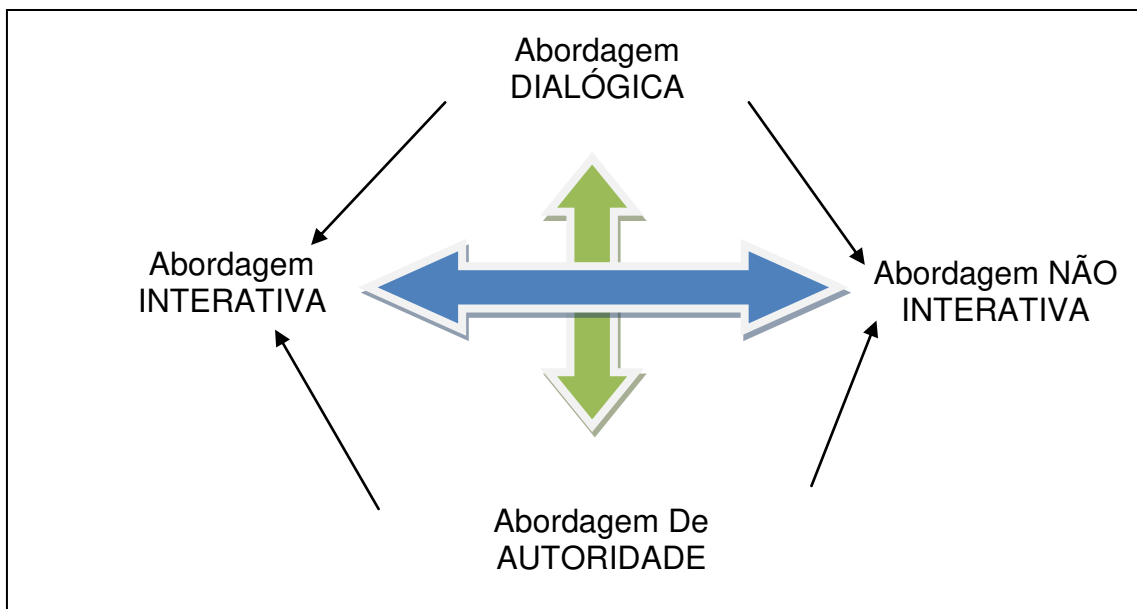 Abordagem
DIALÓGICA
Abordagem
INTERATIVA
Abordagem NÃO
INTERATIVA
Abordagem De
AUTORIDADE